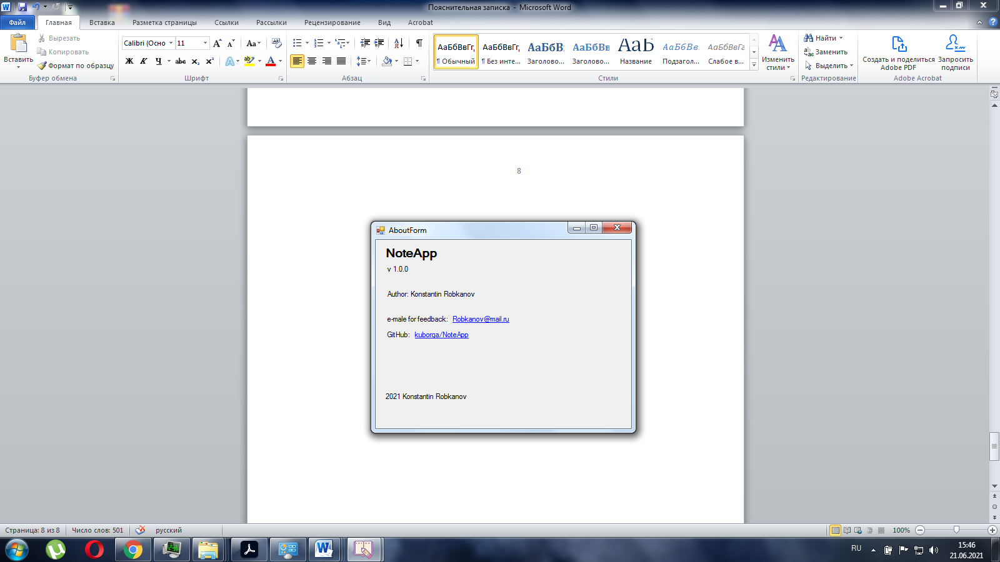 Пояснительная записка - Microsoft Word
Файл Главная Вставка Разметка страницы Ссылки Рассылки Рецензирование Вид Acrobat
Вставить
Вырезать
Копировать
Формат по образцу
Буфер обмена
Calibri (Осно 11
Ж К Ч abc x₂ x²
Шрифт
Абзац
АаБбВвГг, АаБбВвГг, АаБбВ АаБбВв АаБ АаБбВв. АаБбВвГг
¶ Обычный ¶ Без инте... Заголово... Заголово... Название Подзагол... Слабое в...
Стили
Изменить стили
Найти
Заменить
Выделить
Редактирование
Создать и поделиться
Adobe PDF
Запросить
подписи
Adobe Acrobat
8
AboutForm
NoteApp
v 1.0.0
Author: Konstantin Robkanov
e-male for feedback: Robkanov@mail.ru
GitHub: kuborga/NoteApp
2021 Konstantin Robkanov
Страница: 8 из 8 Число слов: 501 русский 100%
RU 15:46
21.06.2021